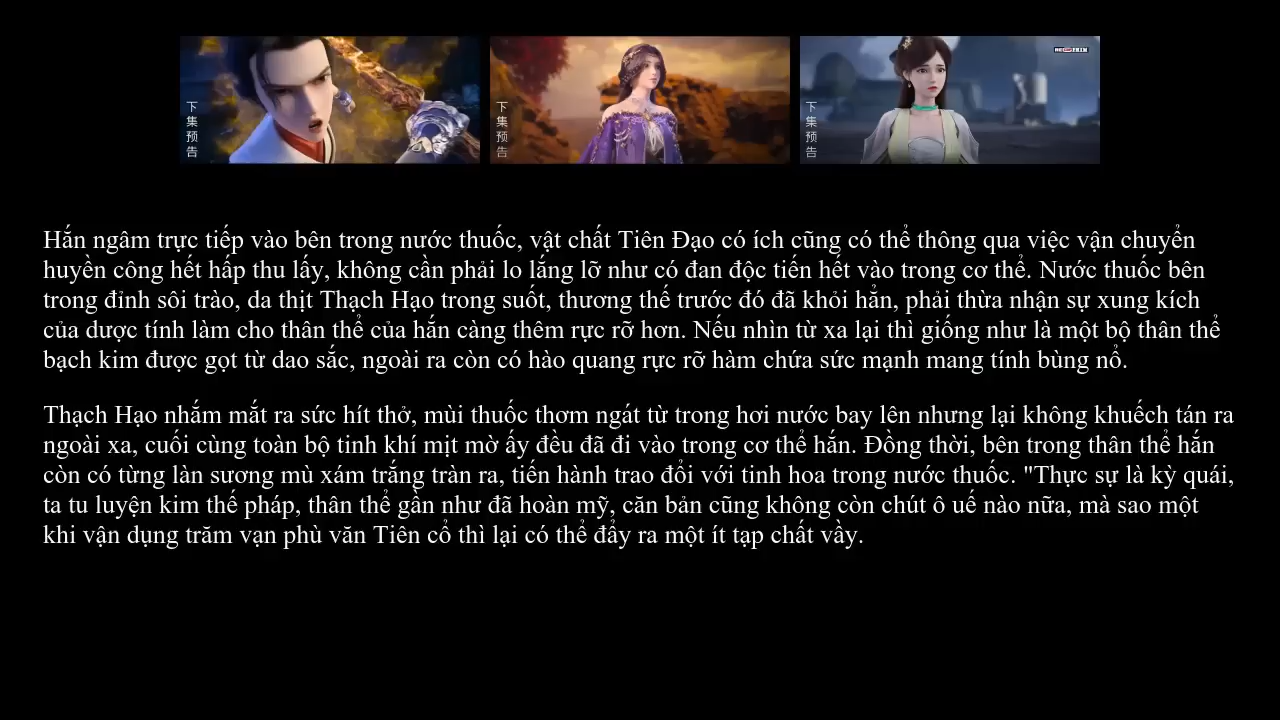 下集预告
下集预告
下集预告
Hắn ngâm trực tiếp vào bên trong nước thuốc, vật chất Tiên Đạo có ích cũng có thể thông qua việc vận chuyển
huyền công hết hấp thu lấy, không cần phải lo lắng lỡ như có đan độc tiến hết vào trong cơ thể. Nước thuốc bên
trong đỉnh sôi trào, da thịt Thạch Hạo trong suốt, thương thế trước đó đã khỏi hẳn, phải thừa nhận sự xung kích
của dược tính làm cho thân thể của hắn càng thêm rực rỡ hơn. Nếu nhìn từ xa lại thì giống như là một bộ thân thể
bạch kim được gọt từ dao sắc, ngoài ra còn có hào quang rực rỡ hàm chứa sức mạnh mang tính bùng nổ.
Thạch Hạo nhắm mắt ra sức hít thở, mùi thuốc thơm ngát từ trong hơi nước bay lên nhưng lại không khuếch tán ra
ngoài xa, cuối cùng toàn bộ tinh khí mịt mờ ấy đều đã đi vào trong cơ thể hắn. Đồng thời, bên trong thân thể hắn
còn có từng làn sương mù xám trắng tràn ra, tiến hành trao đổi với tinh hoa trong nước thuốc. "Thực sự là kỳ quái,
ta tu luyện kim thế pháp, thân thể gần như đã hoàn mỹ, căn bản cũng không còn chút ô uế nào nữa, mà sao một
khi vận dụng trăm vạn phù văn Tiên cổ thì lại có thể đẩy ra một ít tạp chất vầy.